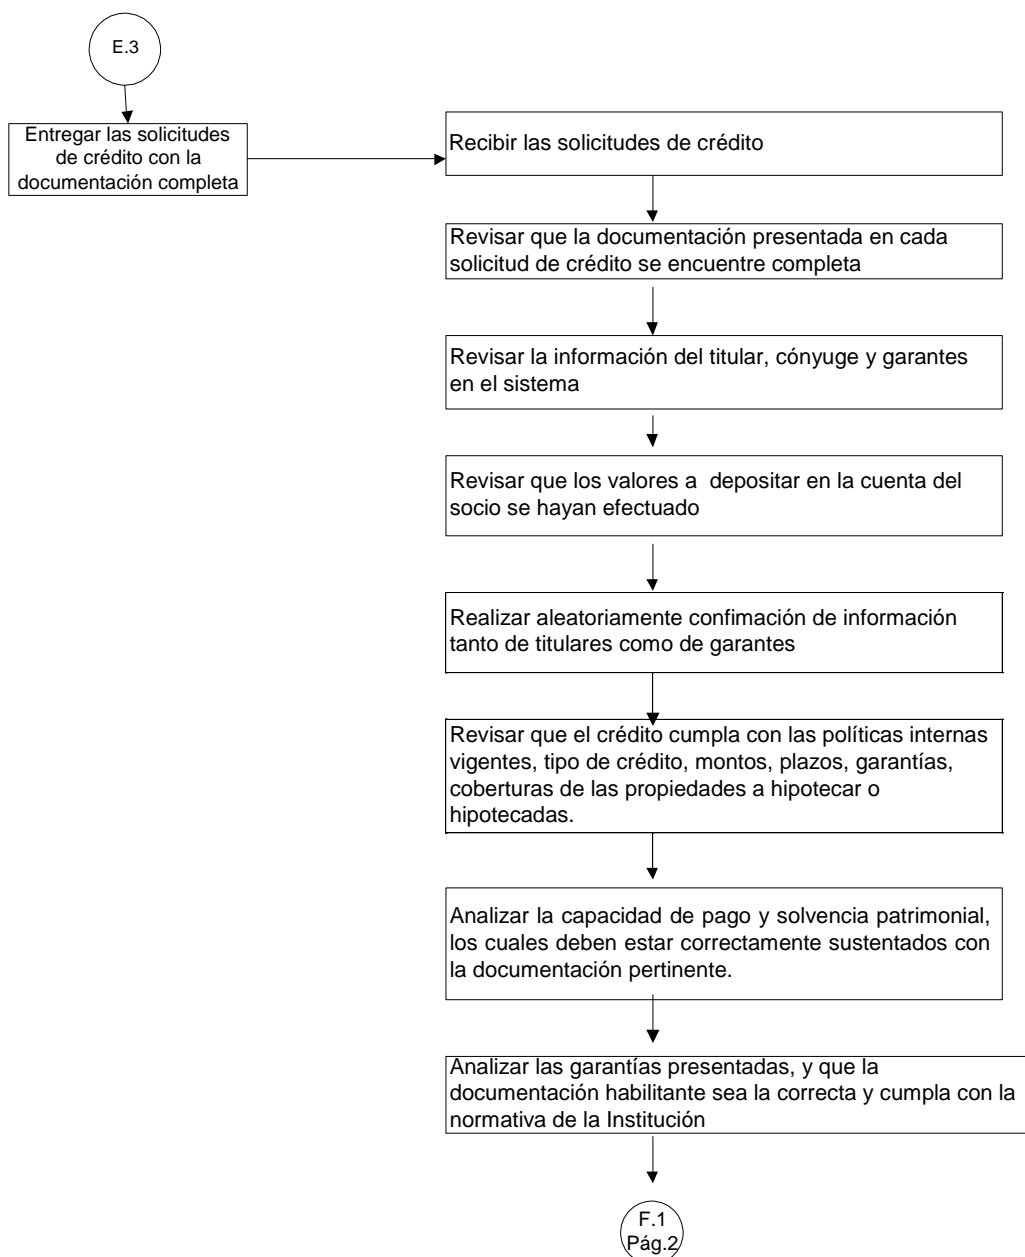 E.3
Entregar las solicitudes
de crédito con la
documentación completa
Recibir las solicitudes de crédito
Revisar que la documentación presentada en cada
solicitud de crédito se encuentre completa
Revisar la información del titular, cónyuge y garantes
en el sistema
Revisar que los valores a  depositar en la cuenta del
socio se hayan efectuado
Realizar aleatoriamente confimación de información
tanto de titulares como de garantes
Revisar que el crédito cumpla con las políticas internas
vigentes, tipo de crédito, montos, plazos, garantías,
coberturas de las propiedades a hipotecar o
hipotecadas.
Analizar la capacidad de pago y solvencia patrimonial,
los cuales deben estar correctamente sustentados con
la documentación pertinente.
Analizar las garantías presentadas, y que la
documentación habilitante sea la correcta y cumpla con la
normativa de la Institución
F.1
Pág.2